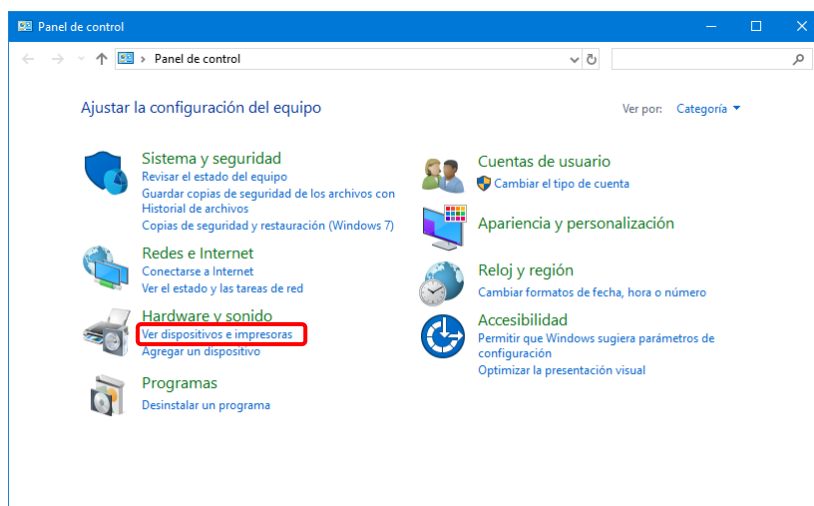 Panel de control
Panel de control
Ajustar la configuración del equipo
Ver por: Categoría
Sistema y seguridad
Revisar el estado del equipo
Guardar copias de seguridad de los archivos con
Historial de archivos
Copias de seguridad y restauración (Windows 7)
Redes e Internet
Conectarse a Internet
Ver el estado y las tareas de red
Hardware y sonido
Ver dispositivos e impresoras
Agregar un dispositivo
Programas
Desinstalar un programa
Cuentas de usuario
Cambiar el tipo de cuenta
Apariencia y personalización
Reloj y región
Cambiar formatos de fecha, hora o número
Accesibilidad
Permitir que Windows sugiera parámetros de
configuración
Optimizar la presentación visual